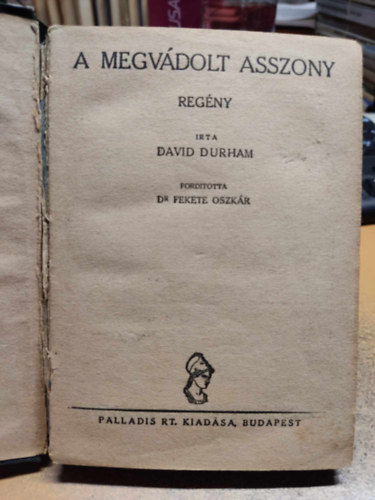 A MEGVÁDOLT ASSZONY
REGÉNY
IRTA
DAVID DURHAM
FORDITOTTA
DR FEKETE OSZKÁR
PALLADIS RT. KIADÁSA, BUDAPEST